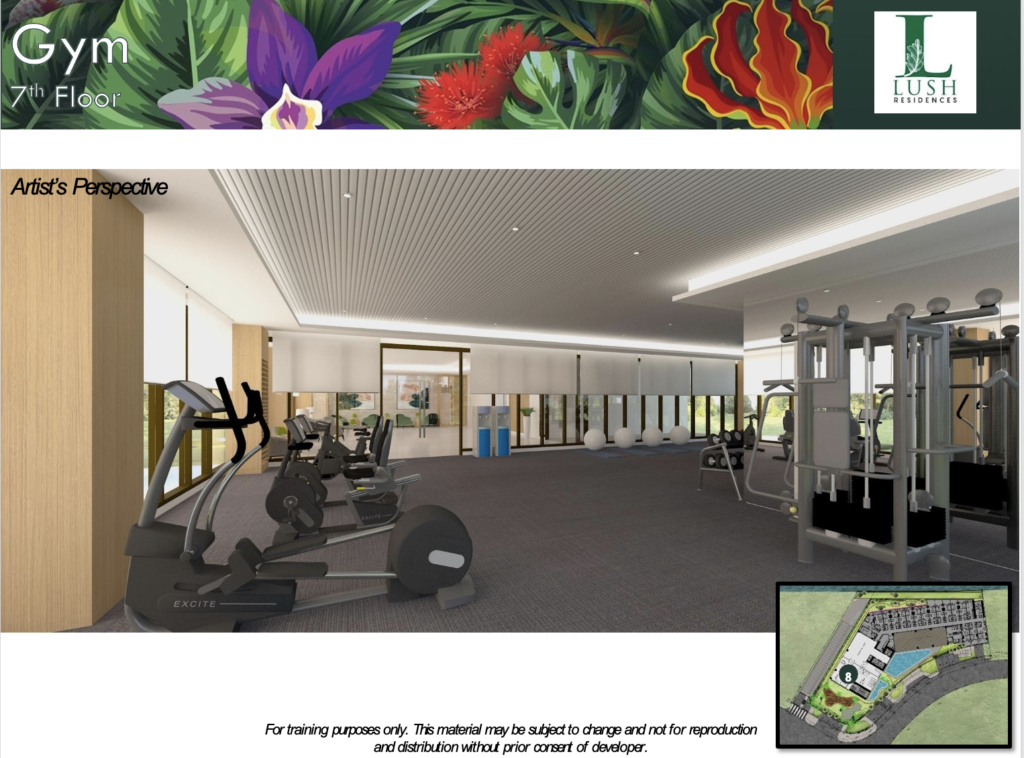 Gym
7th Floor
L
LUSH
RESIDENCES
Artist's Perspective
EXCITE
8
For training purposes only. This material may be subject to change and not for reproduction
and distribution without prior consent of developer.